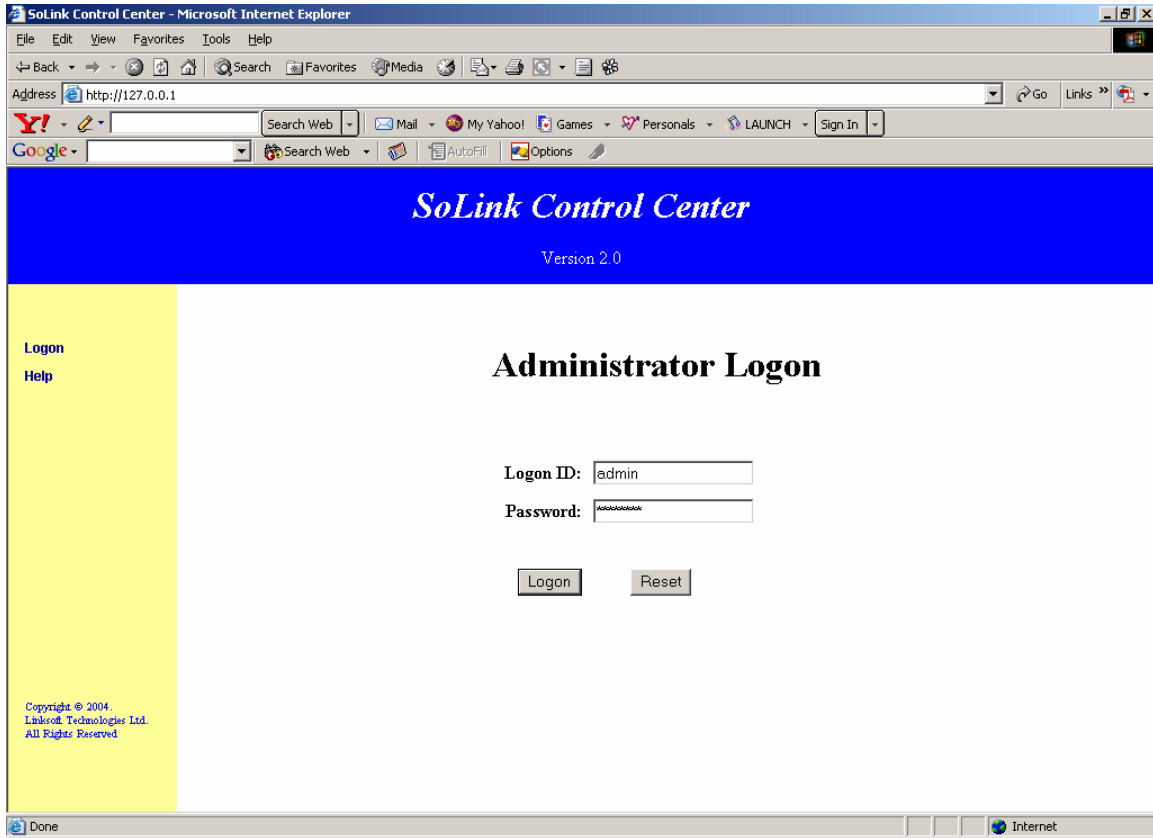 SoLink Control Center - Microsoft Internet Explorer
File Edit View Favorites Tools Help
Back Search Favorites Media
Address http://127.0.0.1 Go Links »
Y! Search Web Mail My Yahoo! Games Personals LAUNCH Sign In
Google Search Web AutoFill Options
SoLink Control Center
Version 2.0
Logon
Help
Administrator Logon
Logon ID: admin
Password: ********
Logon Reset
Copyright © 2004.
Linksoft Technologies Ltd.
All Rights Reserved
Done Internet